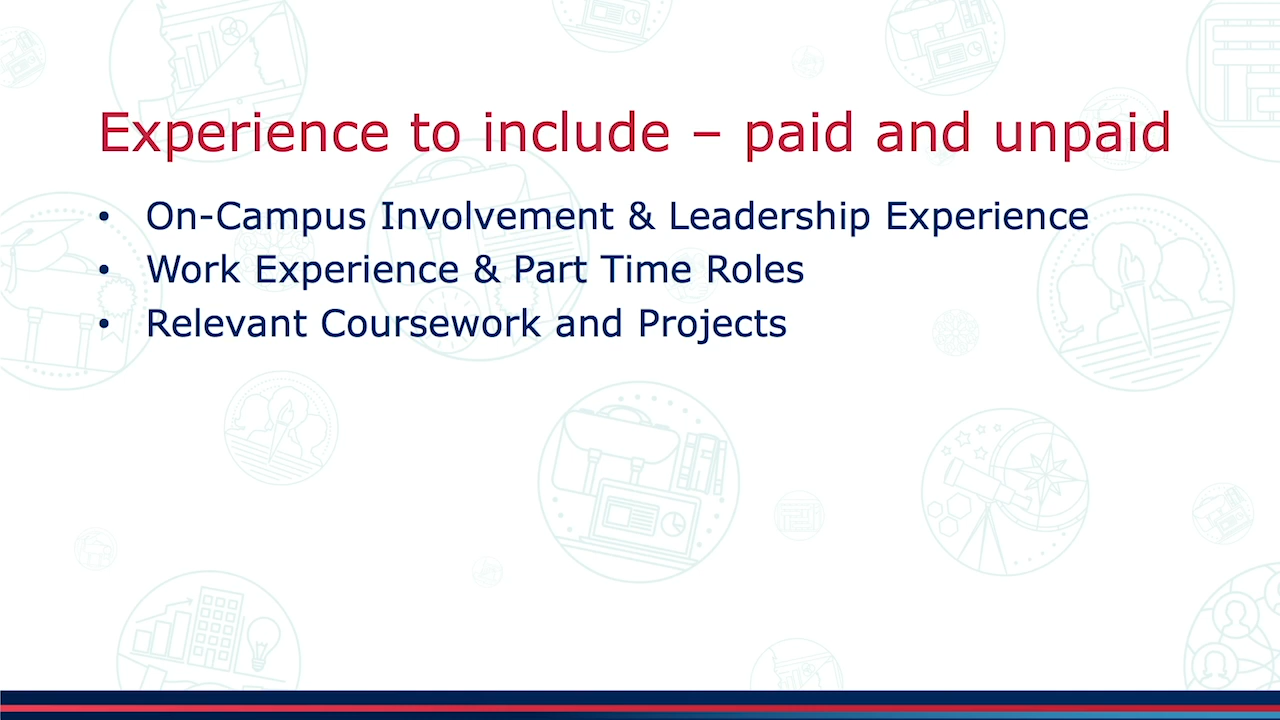 Experience to include – paid and unpaid
• On-Campus Involvement & Leadership Experience
• Work Experience & Part Time Roles
• Relevant Coursework and Projects